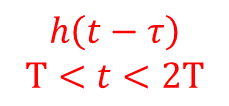 h(t − τ)
T < t < 2T